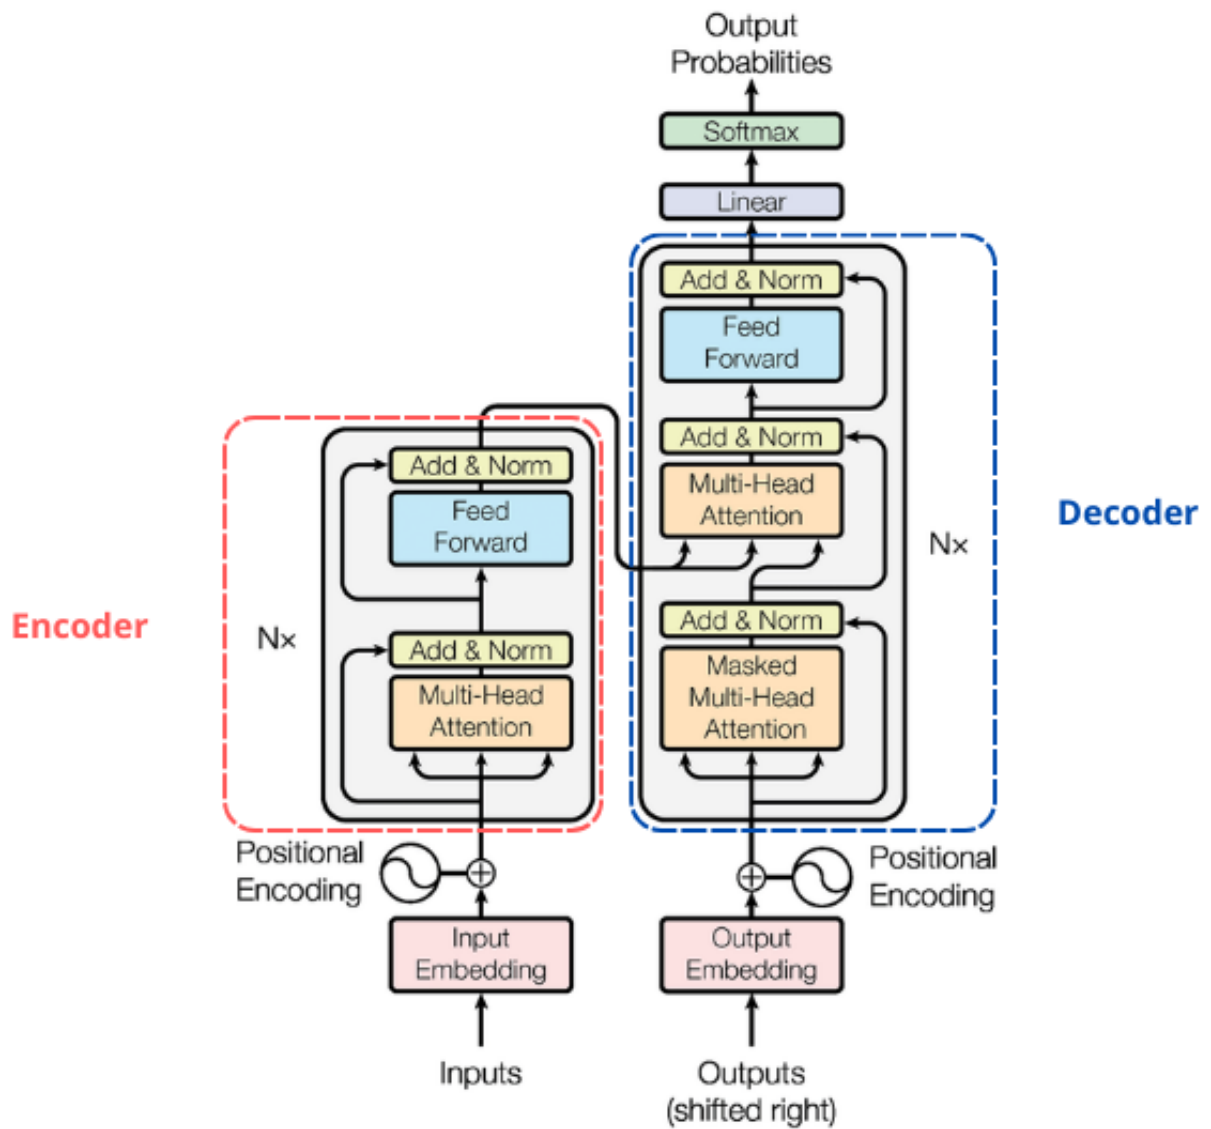 Output
Probabilities
Softmax
Linear
Add & Norm
Feed
Forward
Add & Norm
Multi-Head
Attention
Add & Norm
Masked
Multi-Head
Attention
Nx
Decoder
Add & Norm
Feed
Forward
Add & Norm
Multi-Head
Attention
Nx
Encoder
Positional
Encoding
Positional
Encoding
Input
Embedding
Output
Embedding
Inputs
Outputs
(shifted right)